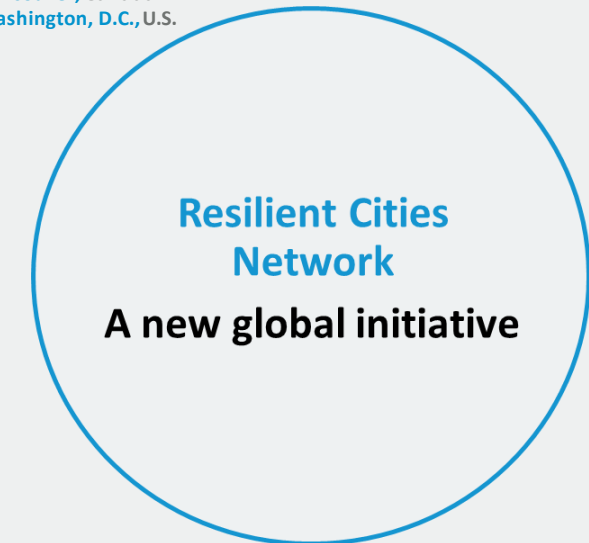 ashington, D.C., U.S.
Resilient Cities
Network
A new global initiative